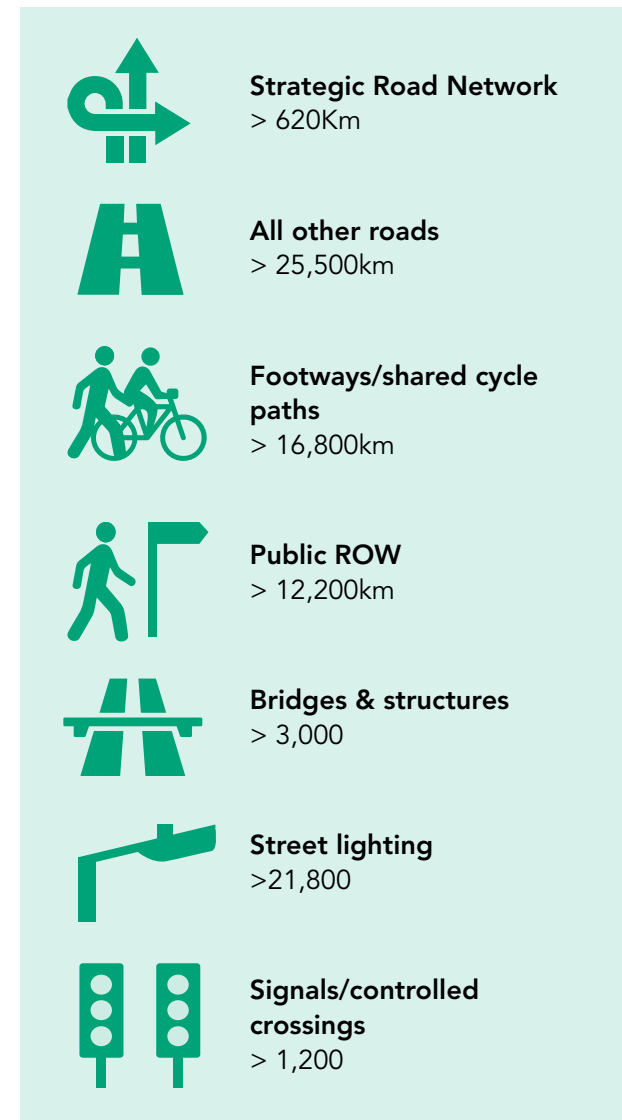 Strategic Road Network
> 620Km
All other roads
> 25,500km
Footways/shared cycle
paths
> 16,800km
Public ROW
> 12,200km
Bridges & structures
> 3,000
Street lighting
>21,800
Signals/controlled
crossings
> 1,200